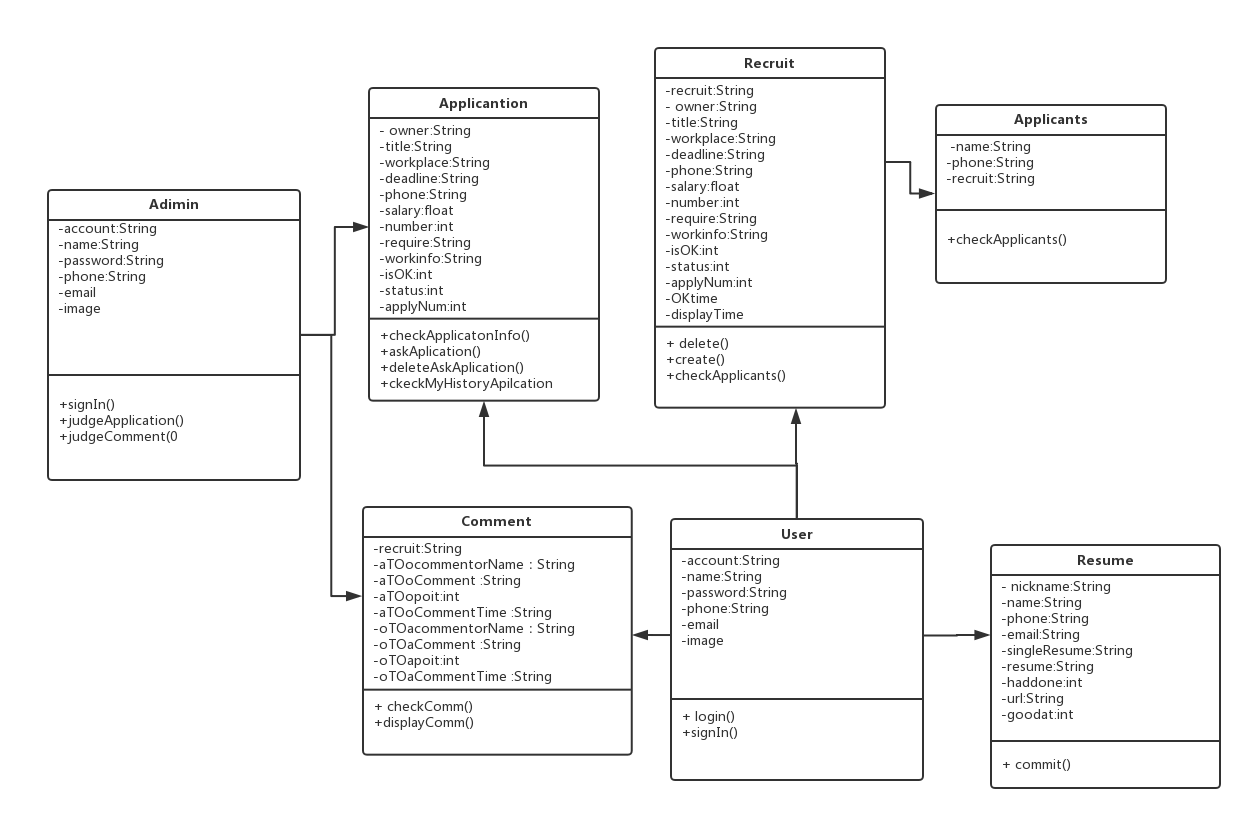 Adimin
-account:String
-name:String
-password:String
-phone:String
-email
-image
+signIn()
+judgeApplication()
+judgeComment(0
Applicantion
- owner:String
-title:String
-workplace:String
-deadline:String
-phone:String
-salary:float
-number:int
-require:String
-workinfo:String
-isOK:int
-status:int
-applyNum:int
+checkApplicatonInfo()
+askAplication()
+deleteAskAplication()
+ckeckMyHistoryApilcation
Recruit
-recruit:String
- owner:String
-title:String
-workplace:String
-deadline:String
-phone:String
-salary:float
-number:int
-require:String
-workinfo:String
-isOK:int
-status:int
-applyNum:int
-OKtime
-displayTime
+ delete()
+create()
+checkApplicants()
Applicants
-name:String
-phone:String
-recruit:String
+checkApplicants()
Comment
-recruit:String
-aTOocommentorName：String
-aTOoComment :String
-aTOopoit:int
-aTOoCommentTime :String
-oTOacommentorName：String
-oTOaComment :String
-oTOapoit:int
-oTOaCommentTime :String
+ checkComm()
+displayComm()
User
-account:String
-name:String
-password:String
-phone:String
-email
-image
+ login()
+signIn()
Resume
- nickname:String
-name:String
-phone:String
-email:String
-singleResume:String
-resume:String
-haddone:int
-url:String
-goodat:int
+ commit()